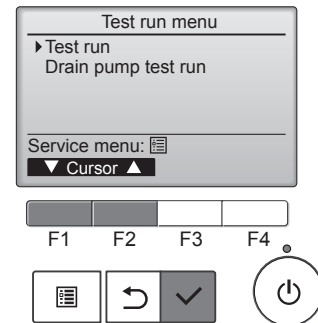 Test run menu
Test run
Drain pump test run
Service menu:
▼ Cursor ▲
F1 F2 F3 F4